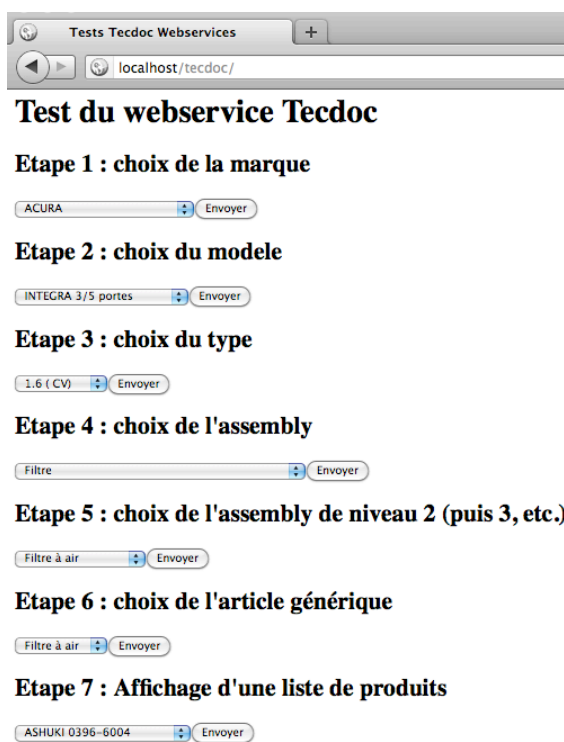 Tests Tecdoc Webservices
localhost/tecdoc/
Test du webservice Tecdoc
Etape 1 : choix de la marque
ACURA Envoyer
Etape 2 : choix du modele
INTEGRA 3/5 portes Envoyer
Etape 3 : choix du type
1.6 ( CV) Envoyer
Etape 4 : choix de l'assembly
Filtre Envoyer
Etape 5 : choix de l'assembly de niveau 2 (puis 3, etc.)
Filtre à air Envoyer
Etape 6 : choix de l'article générique
Filtre à air Envoyer
Etape 7 : Affichage d'une liste de produits
ASHUKI 0396-6004 Envoyer